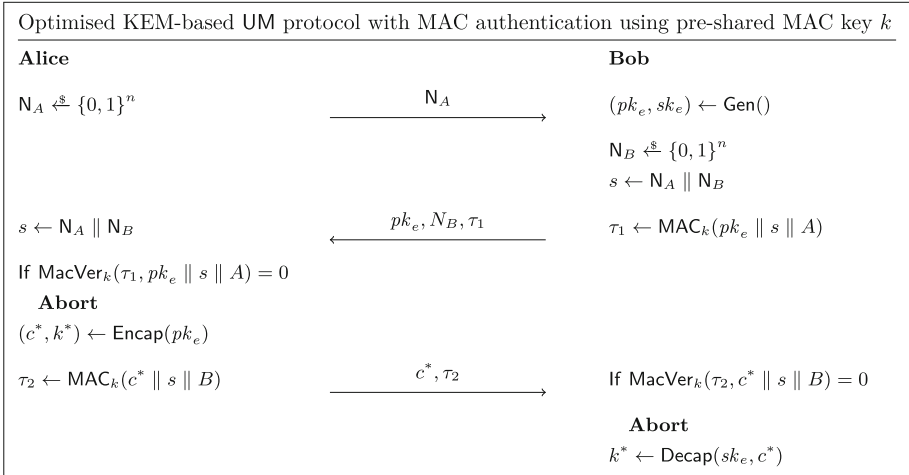 Optimised KEM-based UM protocol with MAC authentication using pre-shared MAC key k
Alice Bob
N_A ←$ {0, 1}^n N_A (pk_e, sk_e) ← Gen()
N_B ←$ {0, 1}^n
s ← N_A ∥ N_B
s ← N_A ∥ N_B pk_e, N_B, τ_1 τ_1 ← MAC_k(pk_e ∥ s ∥ A)
If MacVer_k(τ_1, pk_e ∥ s ∥ A) = 0
Abort
(c^*, k^*) ← Encap(pk_e)
τ_2 ← MAC_k(c^* ∥ s ∥ B) c^*, τ_2 If MacVer_k(τ_2, c^* ∥ s ∥ B) = 0
Abort
k^* ← Decap(sk_e, c^*)